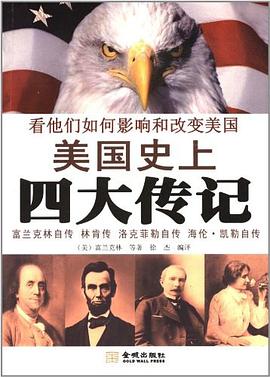 看他们如何影响和改变美国
美国史上
四大传记
富兰克林自传 林肯传 洛克菲勒自传 海伦·凯勒自传
(美)富兰克林 等著 徐杰 编译
金城出版社
GOLD WALL PRESS